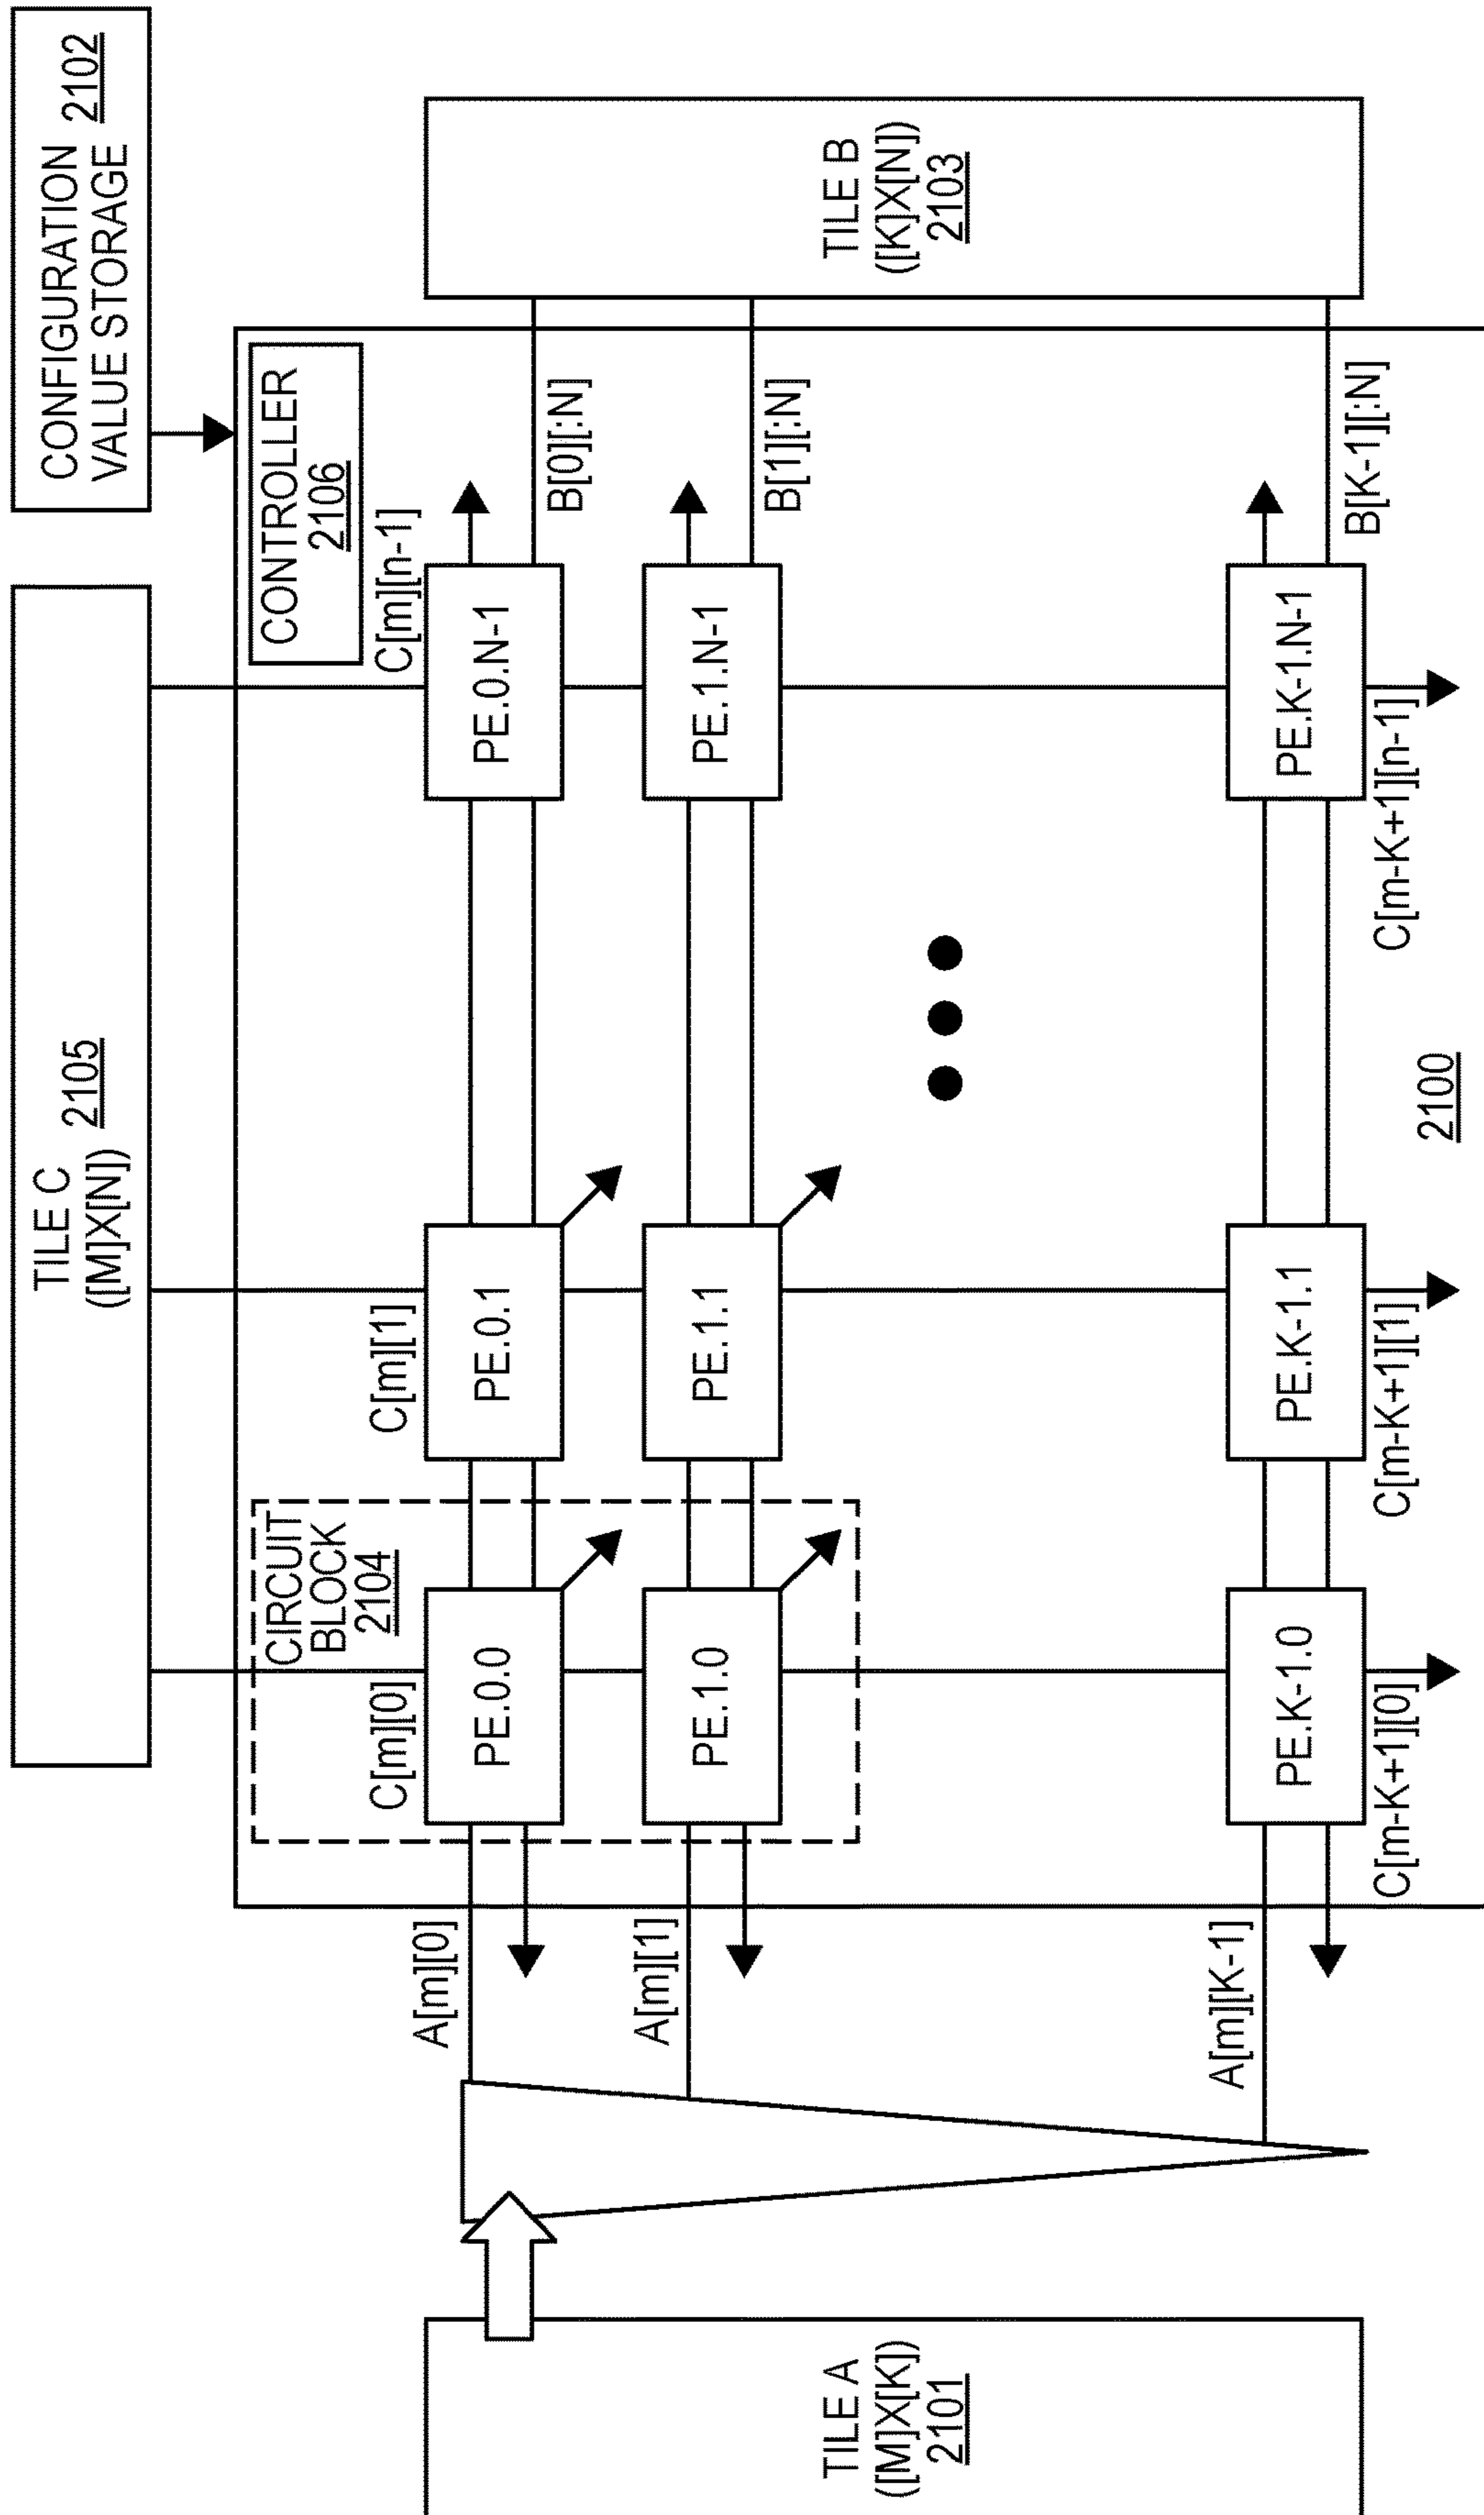 TILE C
([M]X[N]) 2105
CONFIGURATION
VALUE STORAGE 2102
CONTROLLER
2106
CIRCUIT
BLOCK
2104
C[m][0]
C[m][1]
C[m][n-1]
A[m][0]
PE.0.0
PE.0.1
PE.0.N-1
B[0][:N]
A[m][1]
PE.1.0
PE.1.1
PE.1.N-1
B[1][:N]
TILE A
([M]X[K])
2101
TILE B
([K]X[N])
2103
A[m][K-1]
PE.K-1.0
PE.K-1.1
PE.K-1.N-1
B[K-1][:N]
C[m-K+1][0]
C[m-K+1][1]
C[m-K+1][n-1]
2100